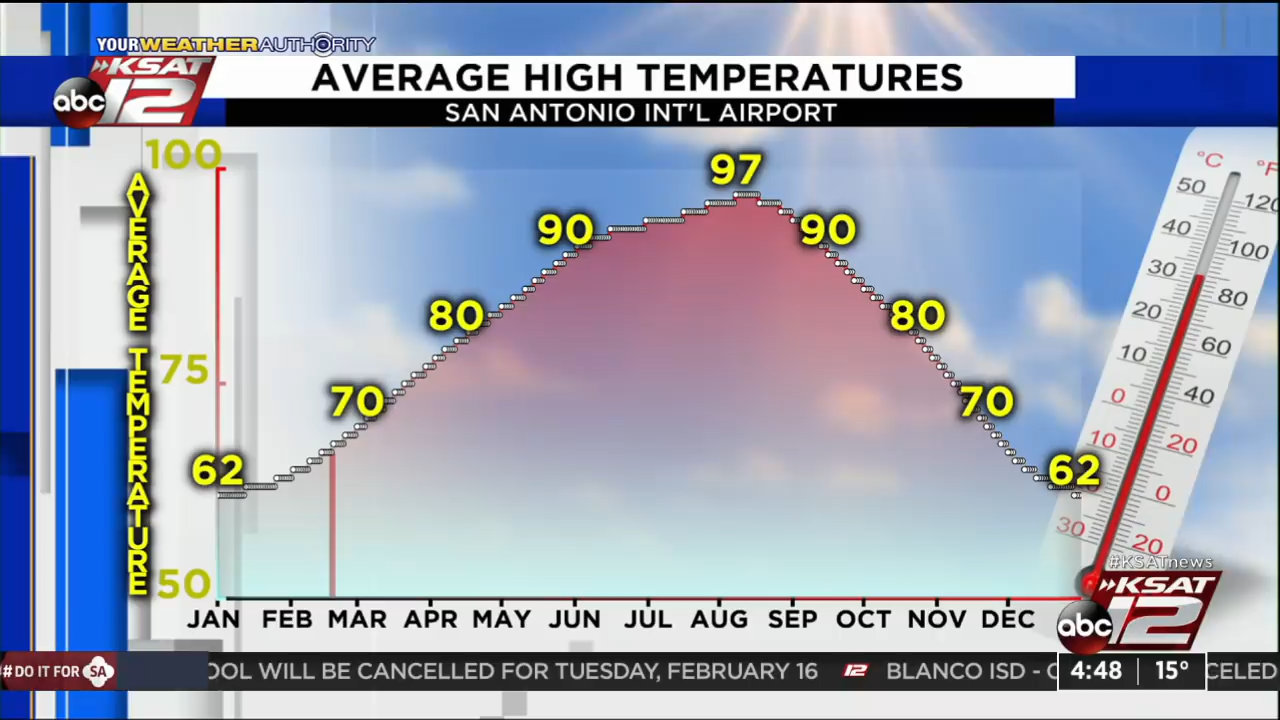 YOURWEATHERAUTHORITY
abc KSAT 12
AVERAGE HIGH TEMPERATURES
SAN ANTONIO INT'L AIRPORT
AVERAGE TEMPERATURE
100
75
50
62
70
80
90
97
90
80
70
62
JAN FEB MAR APR MAY JUN JUL AUG SEP OCT NOV DEC
°C °F
50 120
40 100
30 80
20 60
10 40
0 20
10 0
30 20
#KSATnews
abc KSAT 12
#DO IT FOR SA
OOL WILL BE CANCELLED FOR TUESDAY, FEBRUARY 16 12 BLANCO ISD - C
4:48 15°
CELED